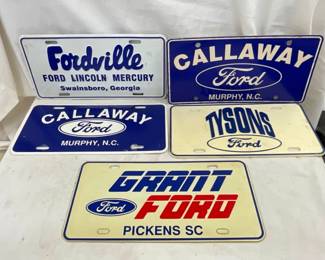 Fordville
FORD LINCOLN MERCURY
Swainsboro, Georgia
CALLAWAY
Ford
MURPHY, N.C.
CALLAWAY
Ford
MURPHY, N.C.
TYSONS
Ford
GRANT
Ford FORD
PICKENS SC